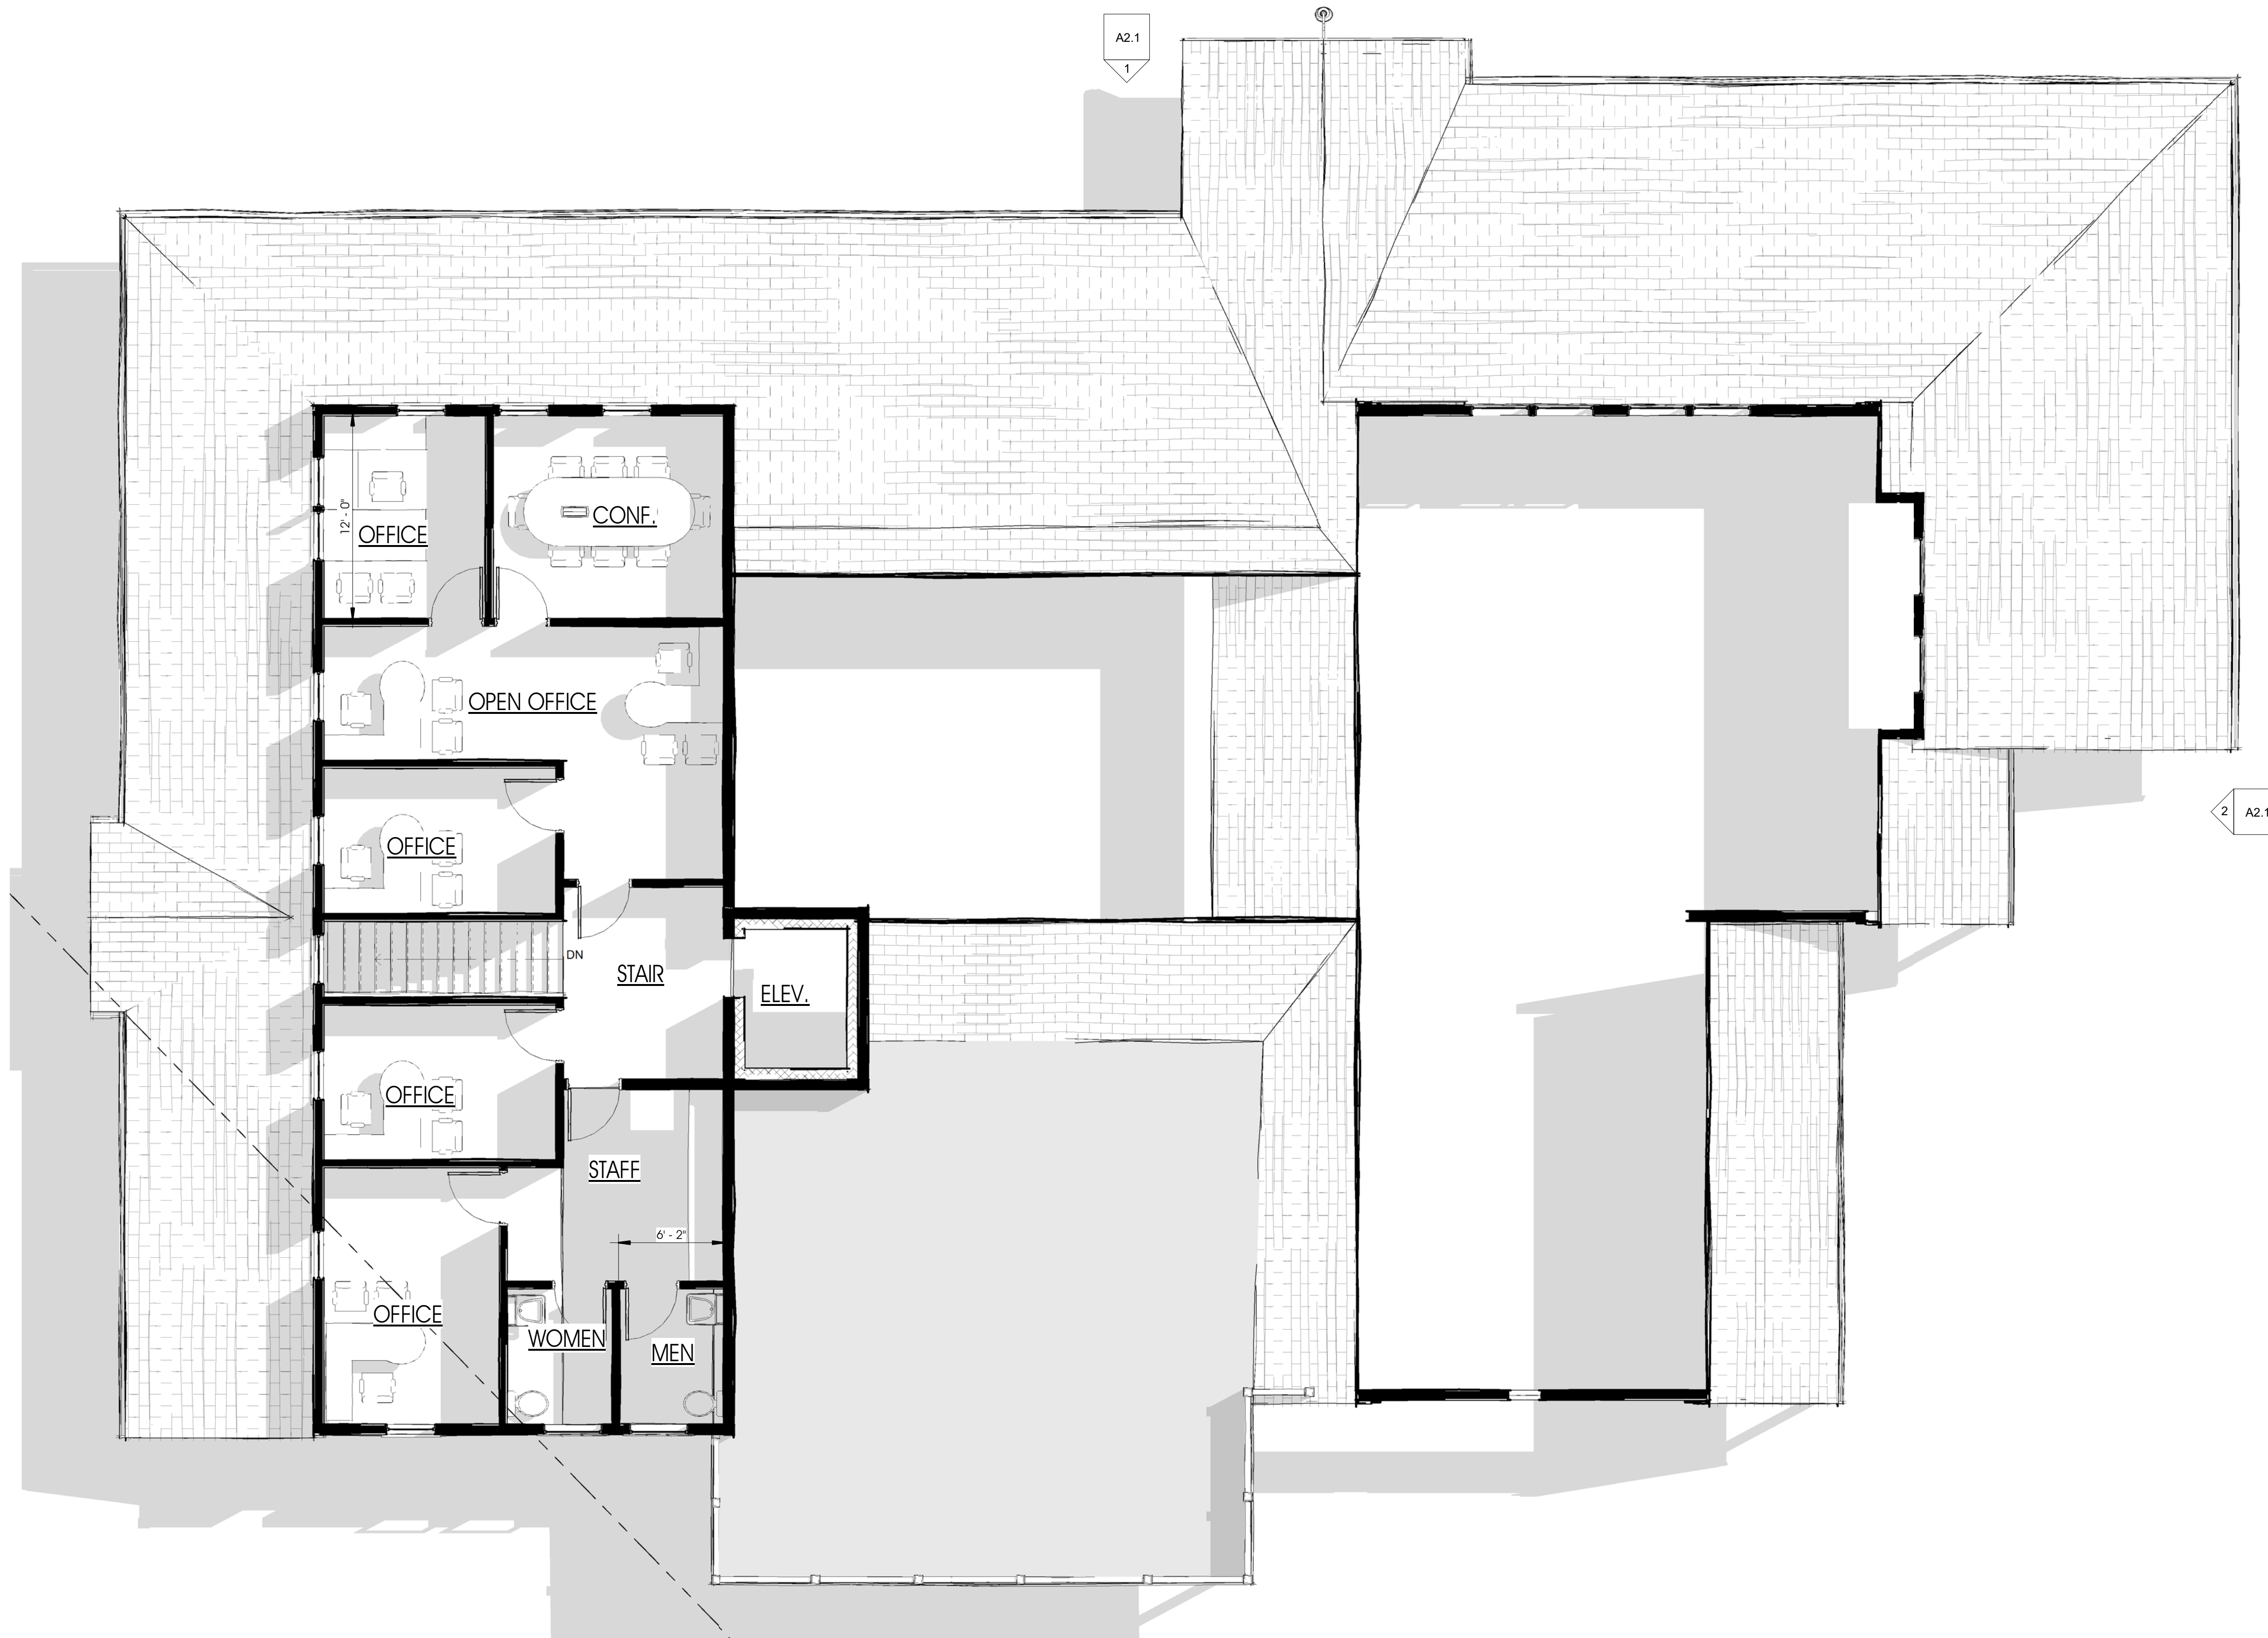 A2.1
1
12' - 0"
OFFICE
CONF.
OPEN OFFICE
2
A2.1
OFFICE
DN
STAIR
ELEV.
OFFICE
STAFF
6' - 2"
OFFICE
WOMEN
MEN